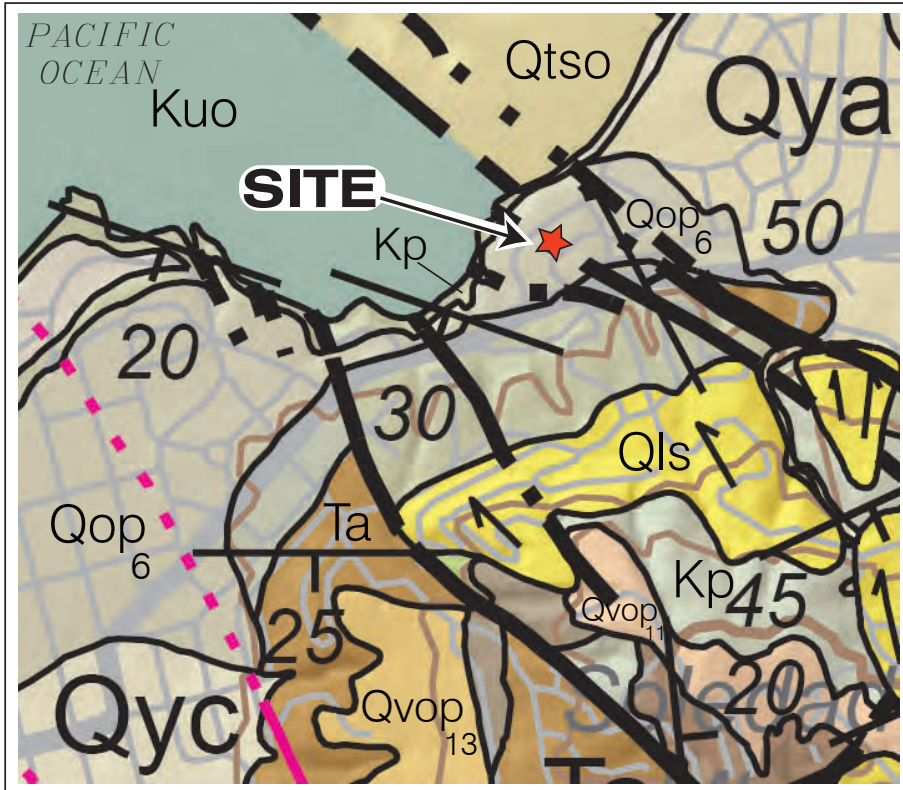 PACIFIC
OCEAN
Kuo
Qtso
Qya
SITE
Kp
Qop
6
50
20
30
Qls
Qop
6
Ta
Kp
45
Qvop
11
25
20
Soledad
Qyc
Qvop
13